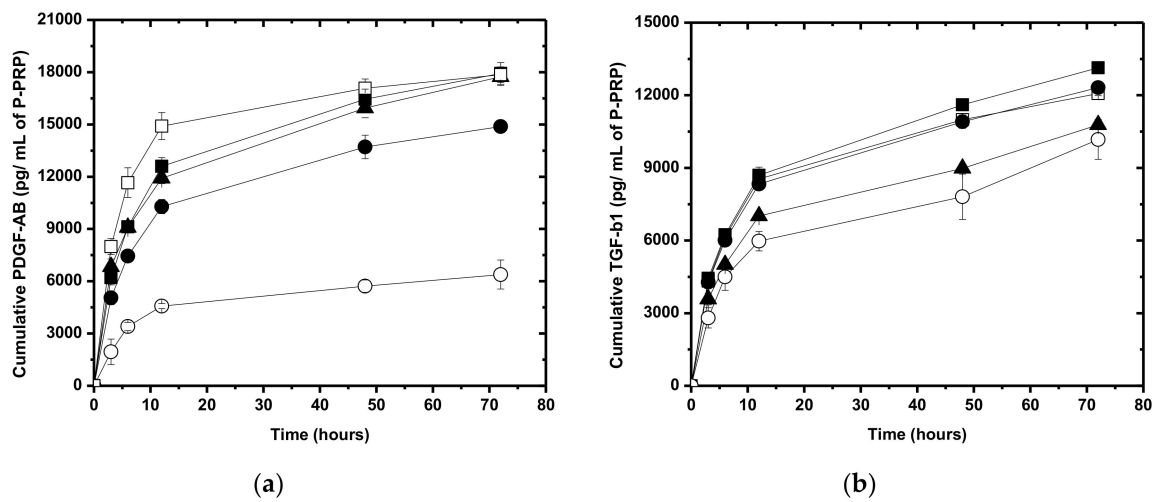 21000
18000
15000
12000
9000
6000
3000
0
Cumulative PDGF-AB (pg/ mL of P-PRP)
0 10 20 30 40 50 60 70 80
Time (hours)
(a)
15000
12000
9000
6000
3000
0
Cumulative TGF-b1 (pg/ mL of P-PRP)
0 10 20 30 40 50 60 70 80
Time (hours)
(b)